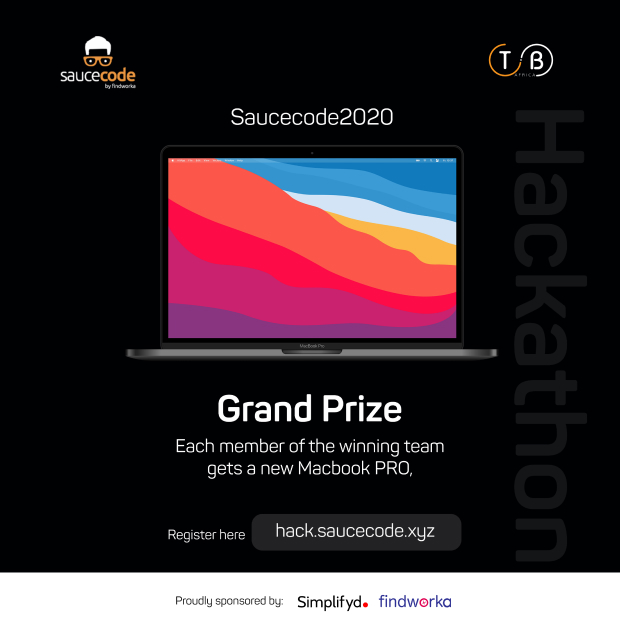 saucecode
by findworka
T B
AFRICA
Saucecode2020
Hackathon
MacBook Pro
Grand Prize
Each member of the winning team
gets a new Macbook PRO,
Register here hack.saucecode.xyz
Proudly sponsored by: Simplifyd. findworka